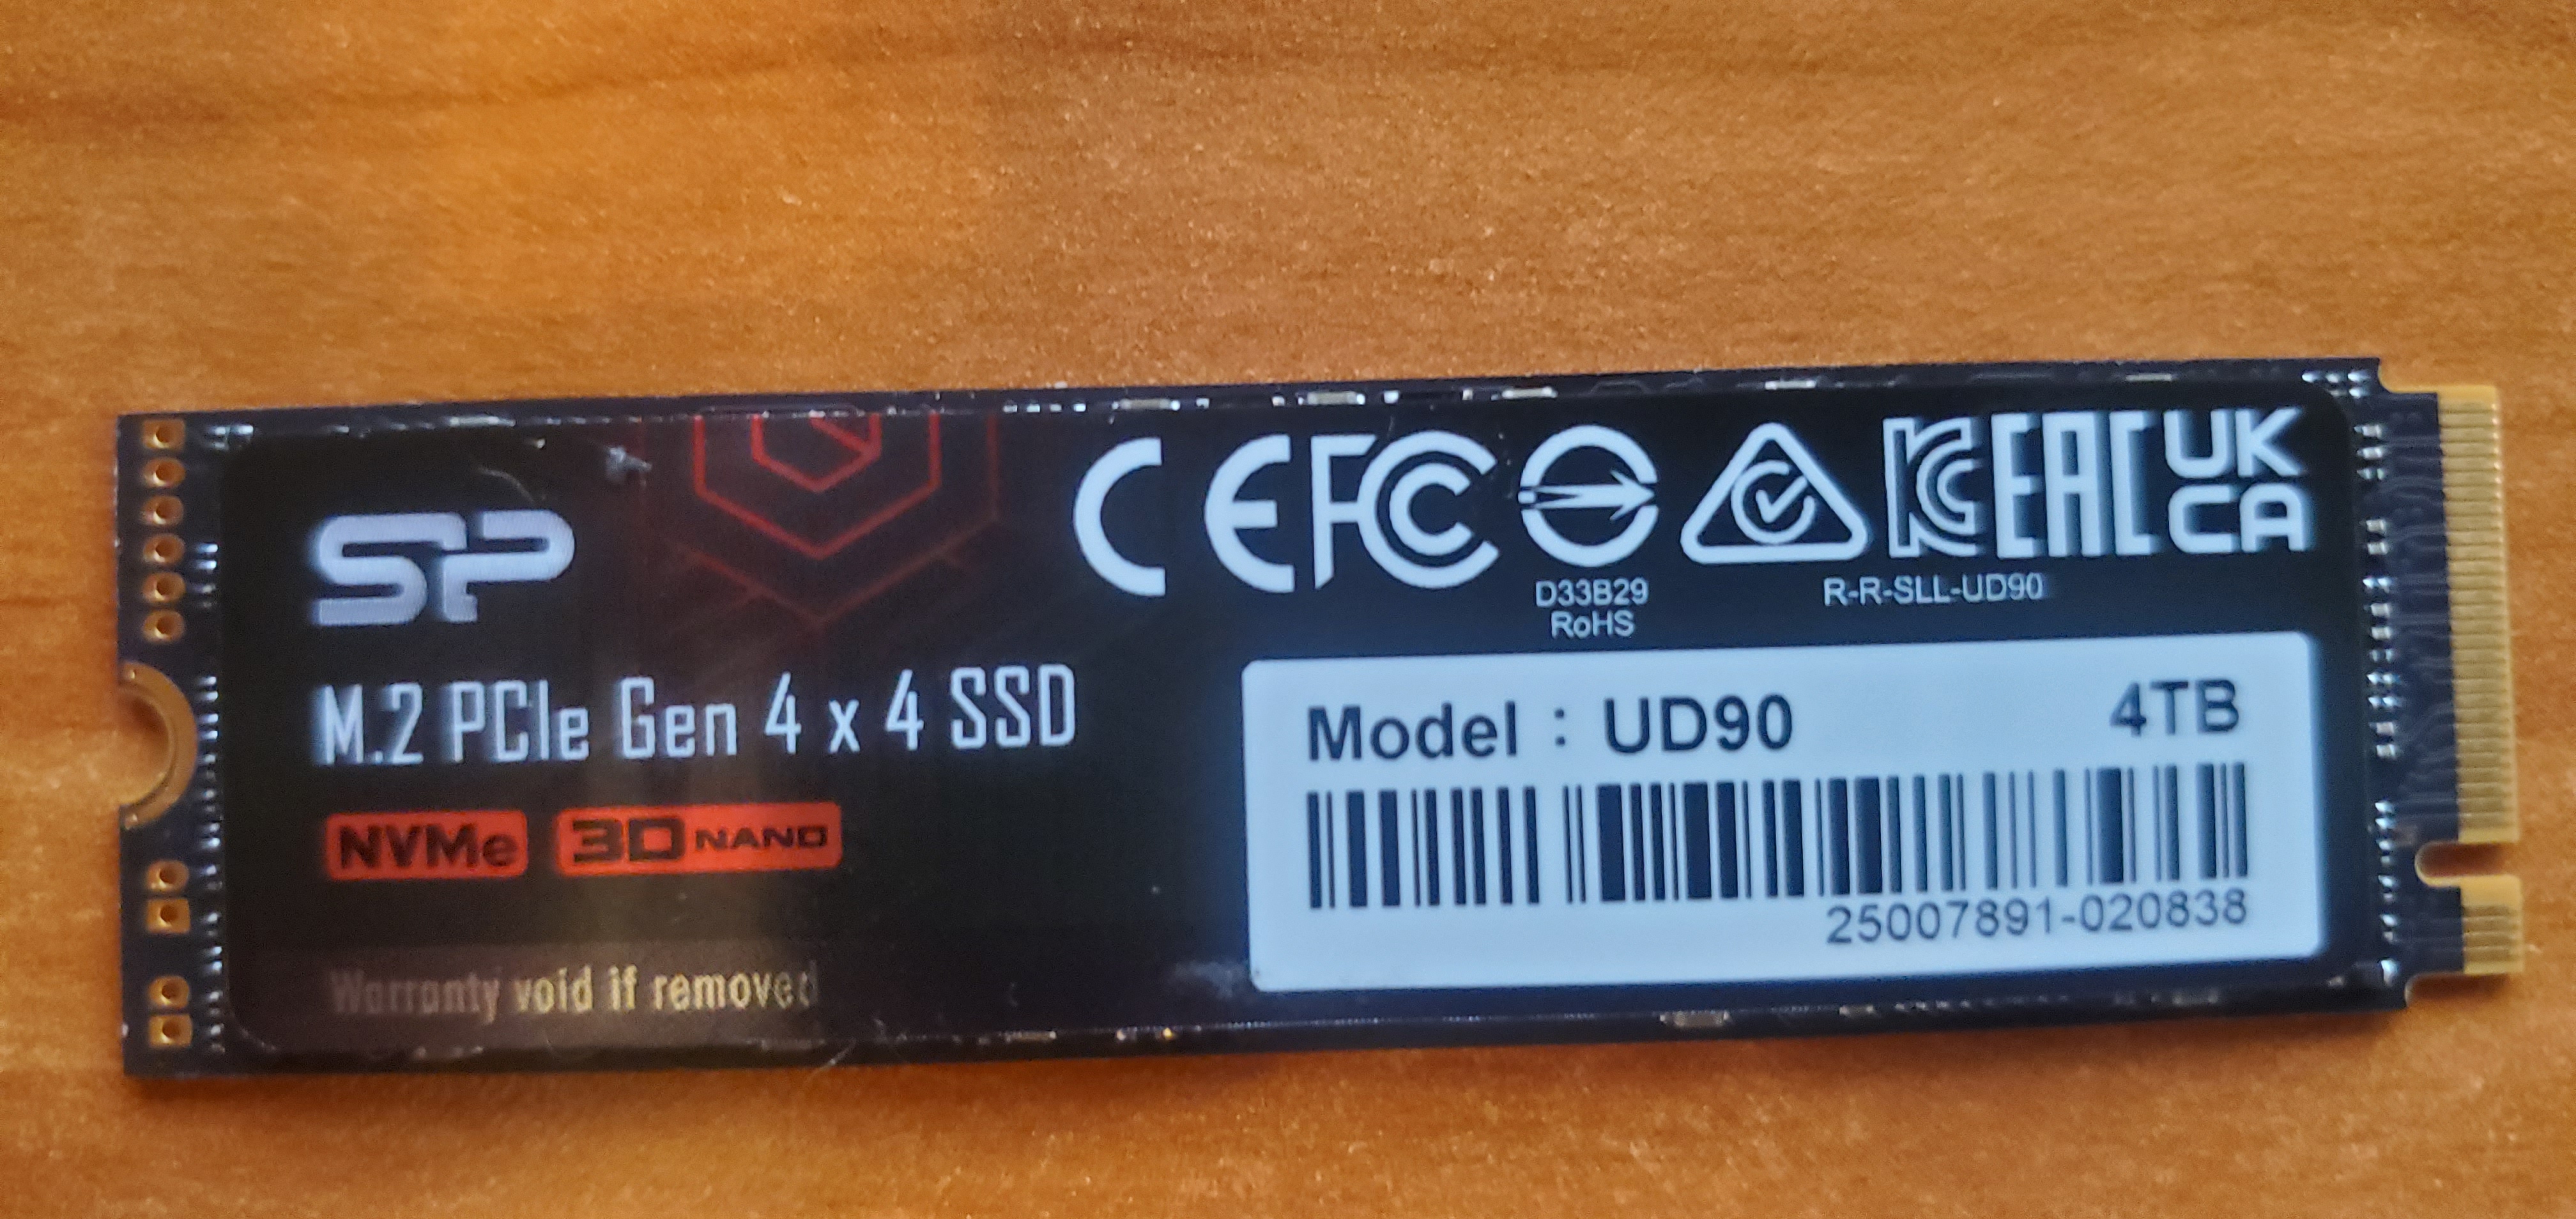 SP
M.2 PCIe Gen 4 x 4 SSD
NVMe 3D NAND
Warranty void if removed
CE FC KC EAC UK
CA
D33B29
RoHS
R-R-SLL-UD90
Model : UD90 4TB
25007891-020838